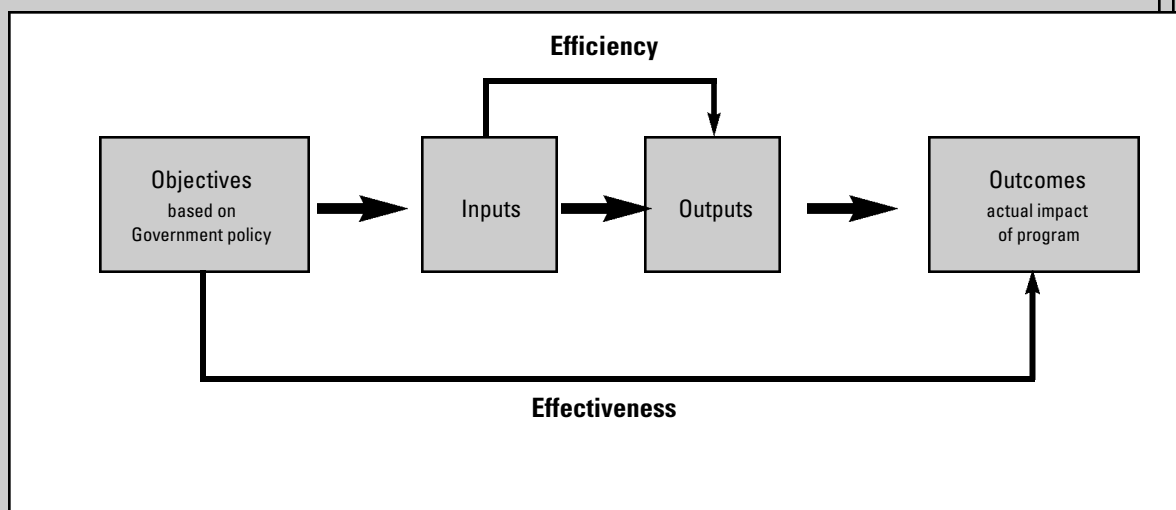 Efficiency
Objectives
based on
Government policy
Inputs
Outputs
Outcomes
actual impact
of program
Effectiveness